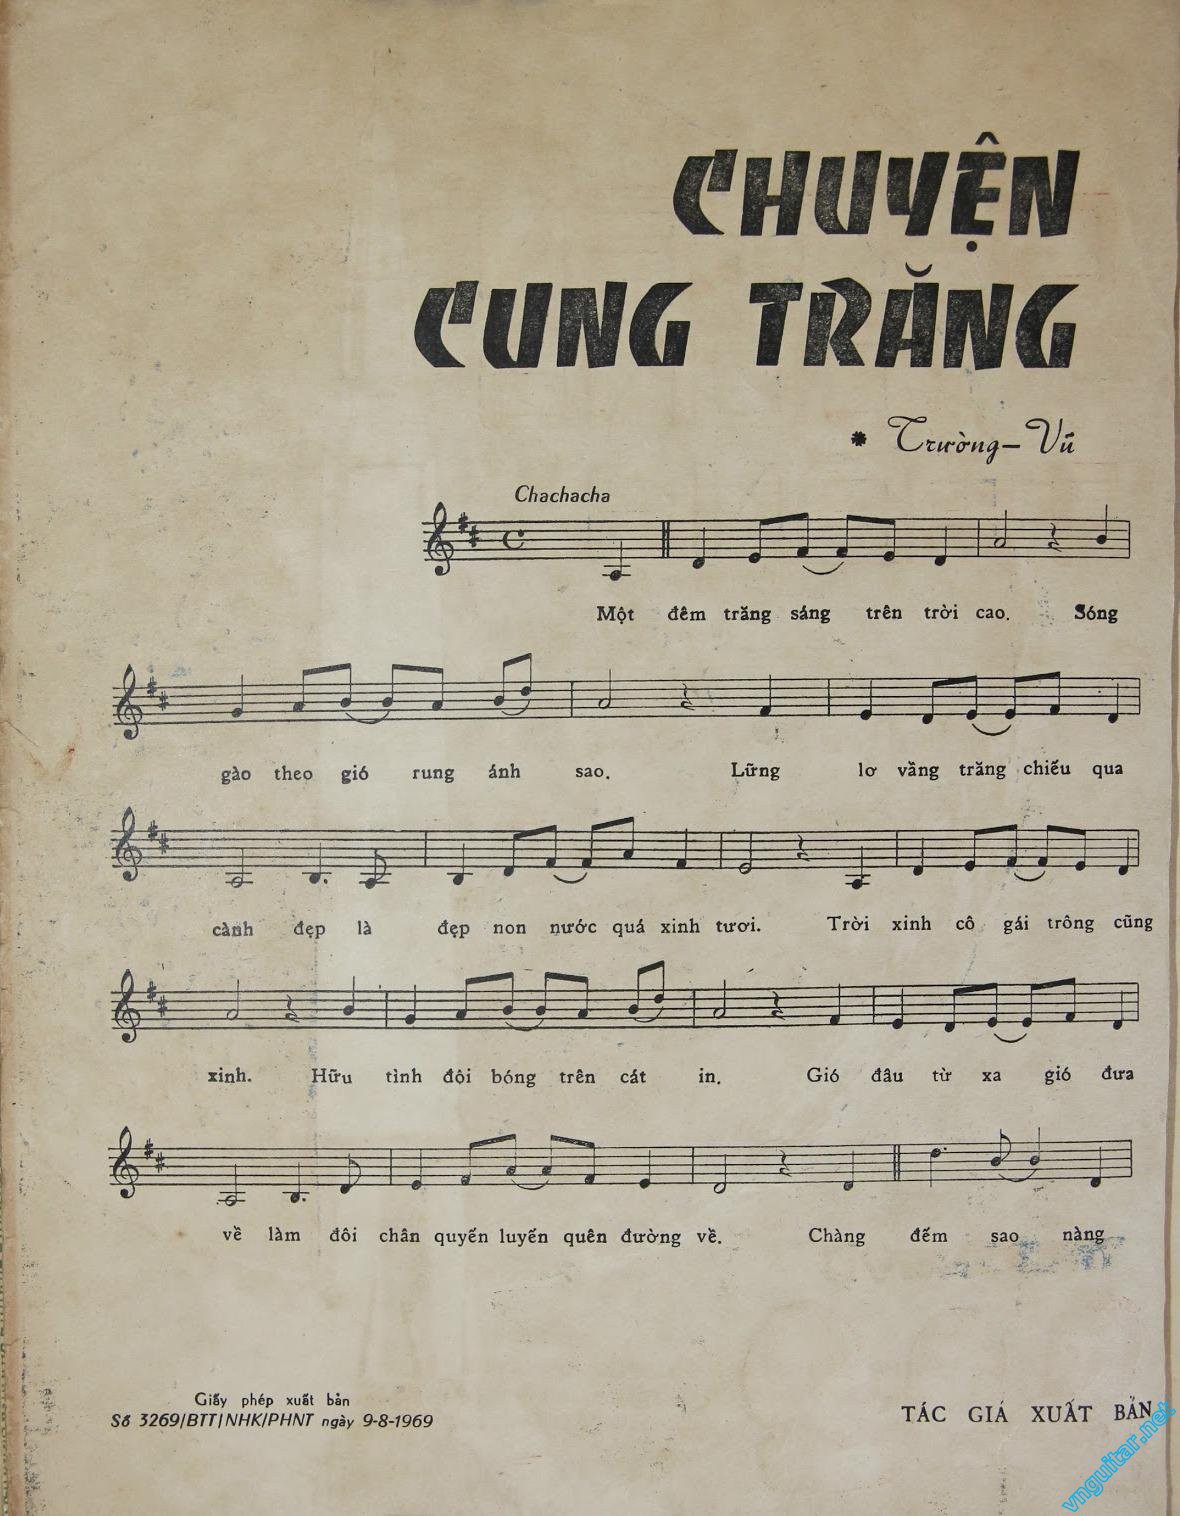 CHUYỆN
CUNG TRĂNG
* Trường-Vũ
Chachacha
Một đêm trăng sáng trên trời cao. Sóng
gào theo gió rung ánh sao. Lững lơ vầng trăng chiếu qua
cành đẹp là đẹp non nước quá xinh tươi. Trời xinh cô gái trông cũng
xinh. Hữu tình đôi bóng trên cát in. Gió đâu từ xa gió đưa
về làm đôi chân quyến luyến quên đường về. Chàng đếm sao nàng
Giấy phép xuất bản
Số 3269/BTT/NHK/PHNT ngày 9-8-1969
TÁC GIẢ XUẤT BẢN
vnguitar.net